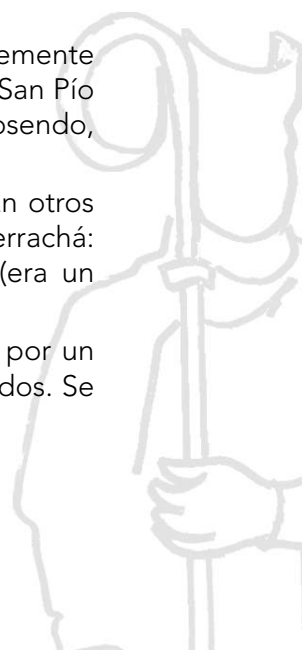 emente
San Pío
osendo,
n otros
errachá:
(era un
por un
dos. Se